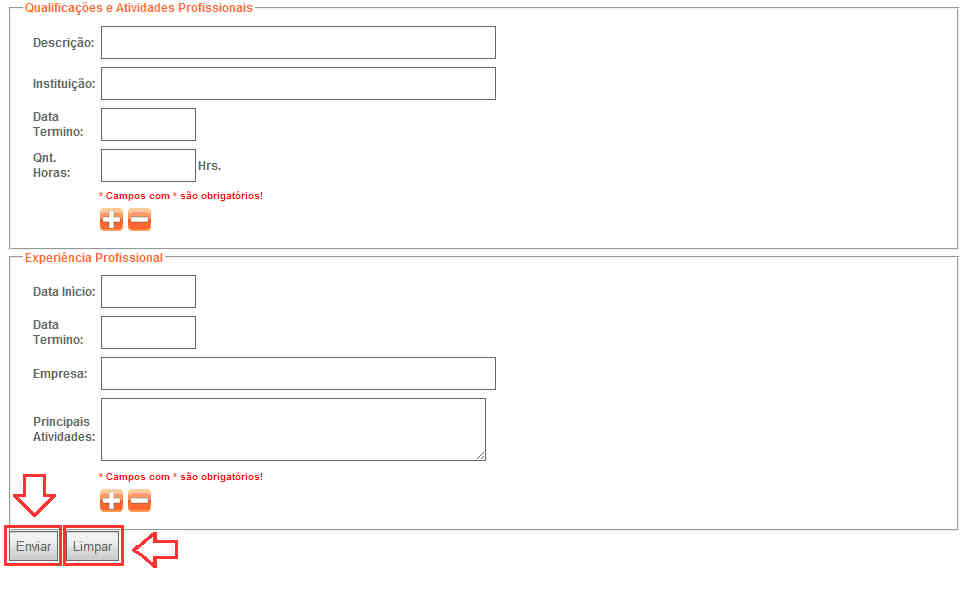 Qualificações e Atividades Profissionais
Descrição:
Instituição:
Data
Termino:
Qnt.
Horas:
Hrs.
* Campos com * são obrigatórios!
Experiência Profissional
Data Inìcio:
Data
Termino:
Empresa:
Principais
Atividades:
* Campos com * são obrigatórios!
Enviar
Limpar